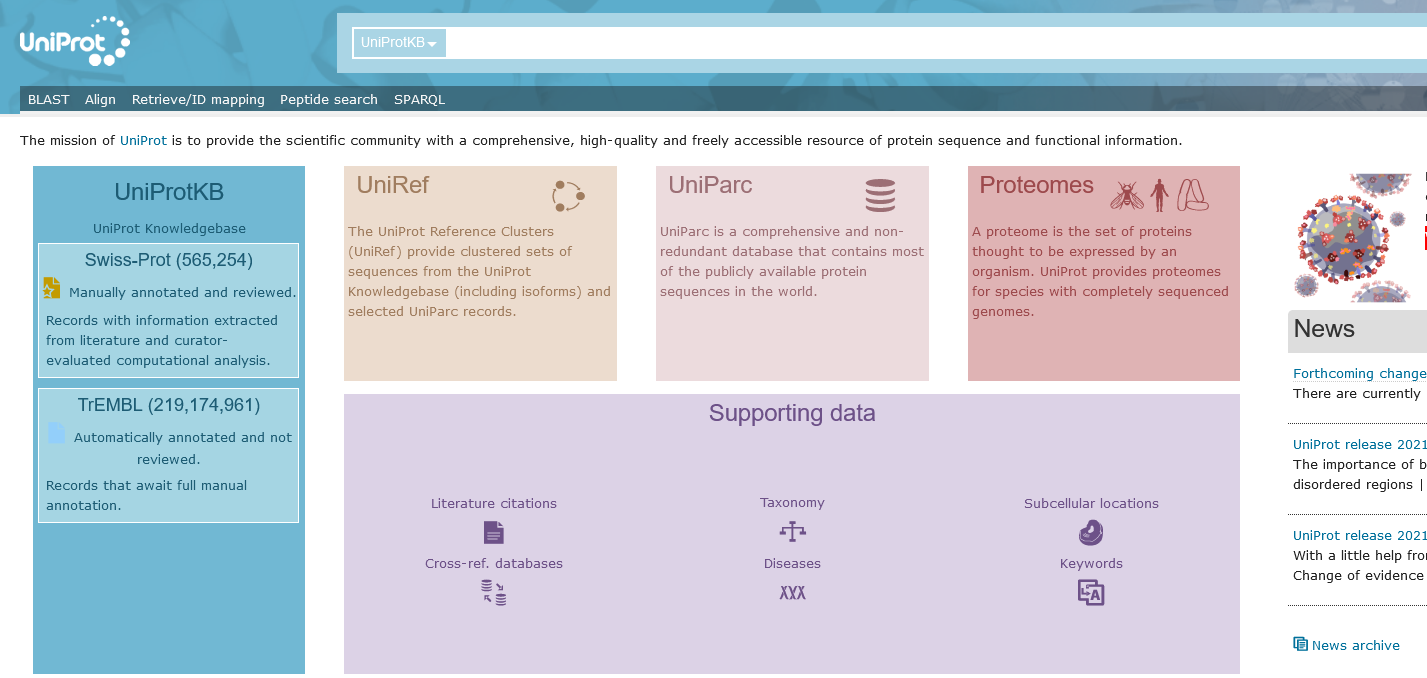 UniProt
UniProtKB
BLAST Align Retrieve/ID mapping Peptide search SPARQL
The mission of UniProt is to provide the scientific community with a comprehensive, high-quality and freely accessible resource of protein sequence and functional information.
UniProtKB
UniProt Knowledgebase
Swiss-Prot (565,254)
Manually annotated and reviewed.
Records with information extracted
from literature and curator-
evaluated computational analysis.
TrEMBL (219,174,961)
Automatically annotated and not
reviewed.
Records that await full manual
annotation.
UniRef
The UniProt Reference Clusters
(UniRef) provide clustered sets of
sequences from the UniProt
Knowledgebase (including isoforms) and
selected UniParc records.
UniParc
UniParc is a comprehensive and non-
redundant database that contains most
of the publicly available protein
sequences in the world.
Proteomes
A proteome is the set of proteins
thought to be expressed by an
organism. UniProt provides proteomes
for species with completely sequenced
genomes.
Supporting data
Literature citations
Taxonomy
Subcellular locations
Cross-ref. databases
Diseases
Keywords
A
News
Forthcoming change
There are currently
UniProt release 2021
The importance of b
disordered regions |
UniProt release 2021
With a little help fro
Change of evidence
News archive